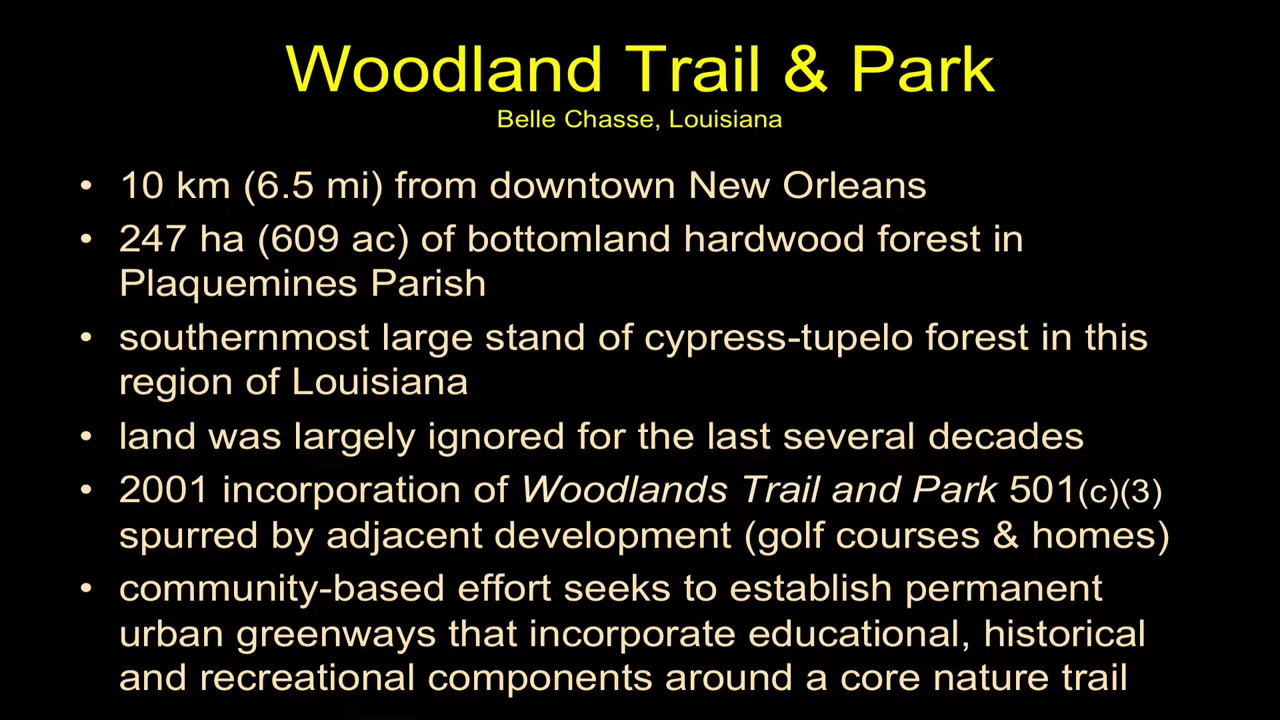 Woodland Trail & Park
Belle Chasse, Louisiana
• 10 km (6.5 mi) from downtown New Orleans
• 247 ha (609 ac) of bottomland hardwood forest in
Plaquemines Parish
• southernmost large stand of cypress-tupelo forest in this
region of Louisiana
• land was largely ignored for the last several decades
• 2001 incorporation of Woodlands Trail and Park 501(c)(3)
spurred by adjacent development (golf courses & homes)
• community-based effort seeks to establish permanent
urban greenways that incorporate educational, historical
and recreational components around a core nature trail